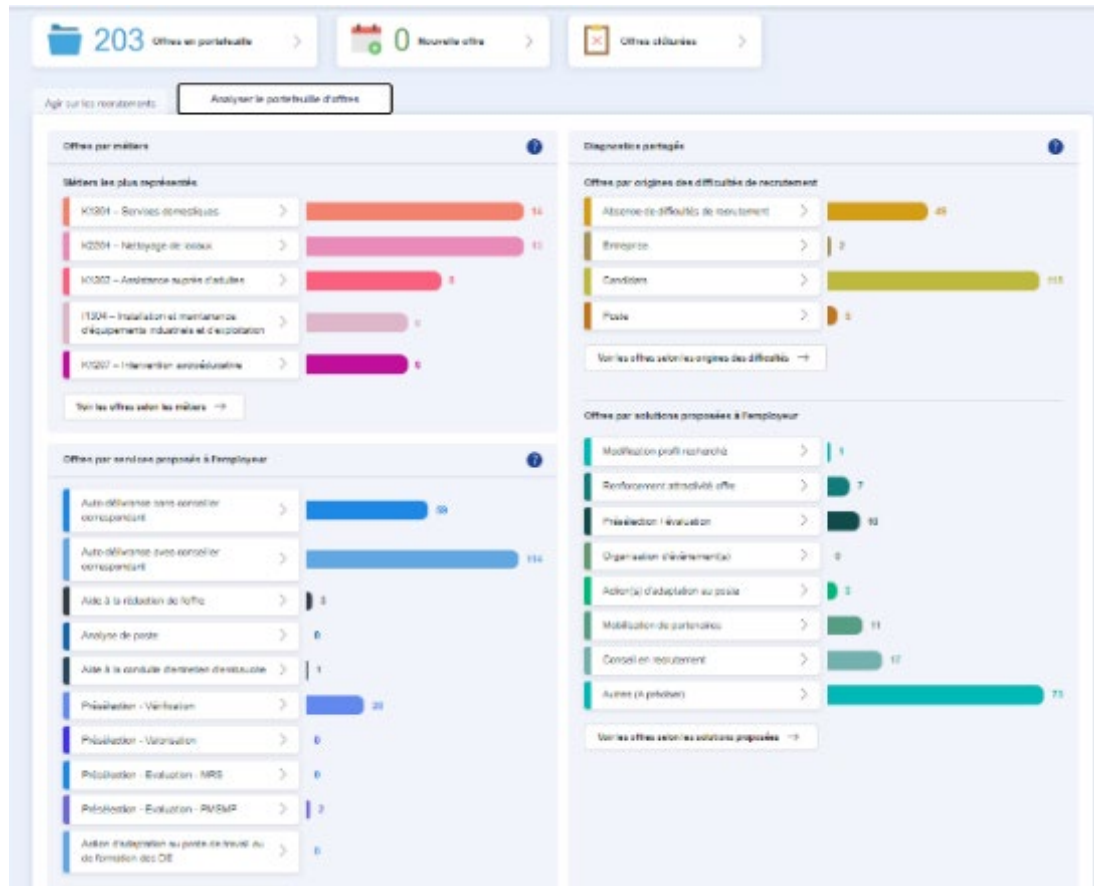 203 Offres en portefeuille
0 Nouvelle offre
Offres clôturées
Agir sur les recrutements
Analyser le portefeuille d'offres
Offres par métiers
Métiers les plus représentés
K1304 – Services domestiques
14
K2204 – Nettoyage de locaux
K1302 – Assistance auprès d'adultes
I1304 – Installation et maintenance
d'équipements industriels et d'exploitation
K1207 – Intervention socioéducative
6
Voir les offres selon les métiers
Offres par services proposés à l'employeur
Auto-délivrance sans conseiller
correspondant
Auto-délivrance avec conseiller
correspondant
114
Aide à la rédaction de l'offre
3
Analyse de poste
0
Aide à la conduite d'entretien d'embauche
1
Présélection - Vérification
Présélection - Valorisation
0
Présélection - Evaluation - MRS
0
Présélection - Evaluation - PMSMP
2
Action d'adaptation au poste de travail ou
de formation des DE
Diagnostics partagés
Offres par origines des difficultés de recrutement
Absence de difficultés de recrutement
Entreprise
2
Candidats
Poste
5
Voir les offres selon les origines des difficultés
Offres par solutions proposées à l'employeur
Modification profil recherché
1
Renforcement attractivité offre
7
Présélection / évaluation
10
Organisation d'évènement(s)
0
Action(s) d'adaptation au poste
3
Mobilisation de partenaires
11
Conseil en recrutement
17
Autres (A préciser)
73
Voir les offres selon les solutions proposées